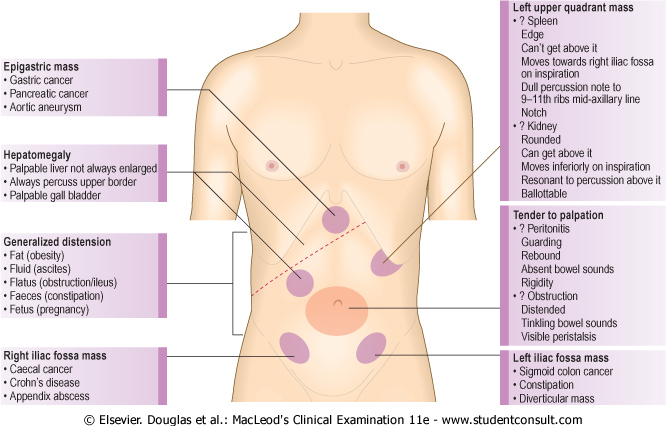 Epigastric mass
• Gastric cancer
• Pancreatic cancer
• Aortic aneurysm
Hepatomegaly
• Palpable liver not always enlarged
• Always percuss upper border
• Palpable gall bladder
Generalized distension
• Fat (obesity)
• Fluid (ascites)
• Flatus (obstruction/ileus)
• Faeces (constipation)
• Fetus (pregnancy)
Right iliac fossa mass
• Caecal cancer
• Crohn's disease
• Appendix abscess
Left upper quadrant mass
• ? Spleen
Edge
Can't get above it
Moves towards right iliac fossa
on inspiration
Dull percussion note to
9–11th ribs mid-axillary line
Notch
• ? Kidney
Rounded
Can get above it
Moves inferiorly on inspiration
Resonant to percussion above it
Ballottable
Tender to palpation
• ? Peritonitis
Guarding
Rebound
Absent bowel sounds
Rigidity
• ? Obstruction
Distended
Tinkling bowel sounds
Visible peristalsis
Left iliac fossa mass
• Sigmoid colon cancer
• Constipation
• Diverticular mass
© Elsevier. Douglas et al.: MacLeod's Clinical Examination 11e - www.studentconsult.com